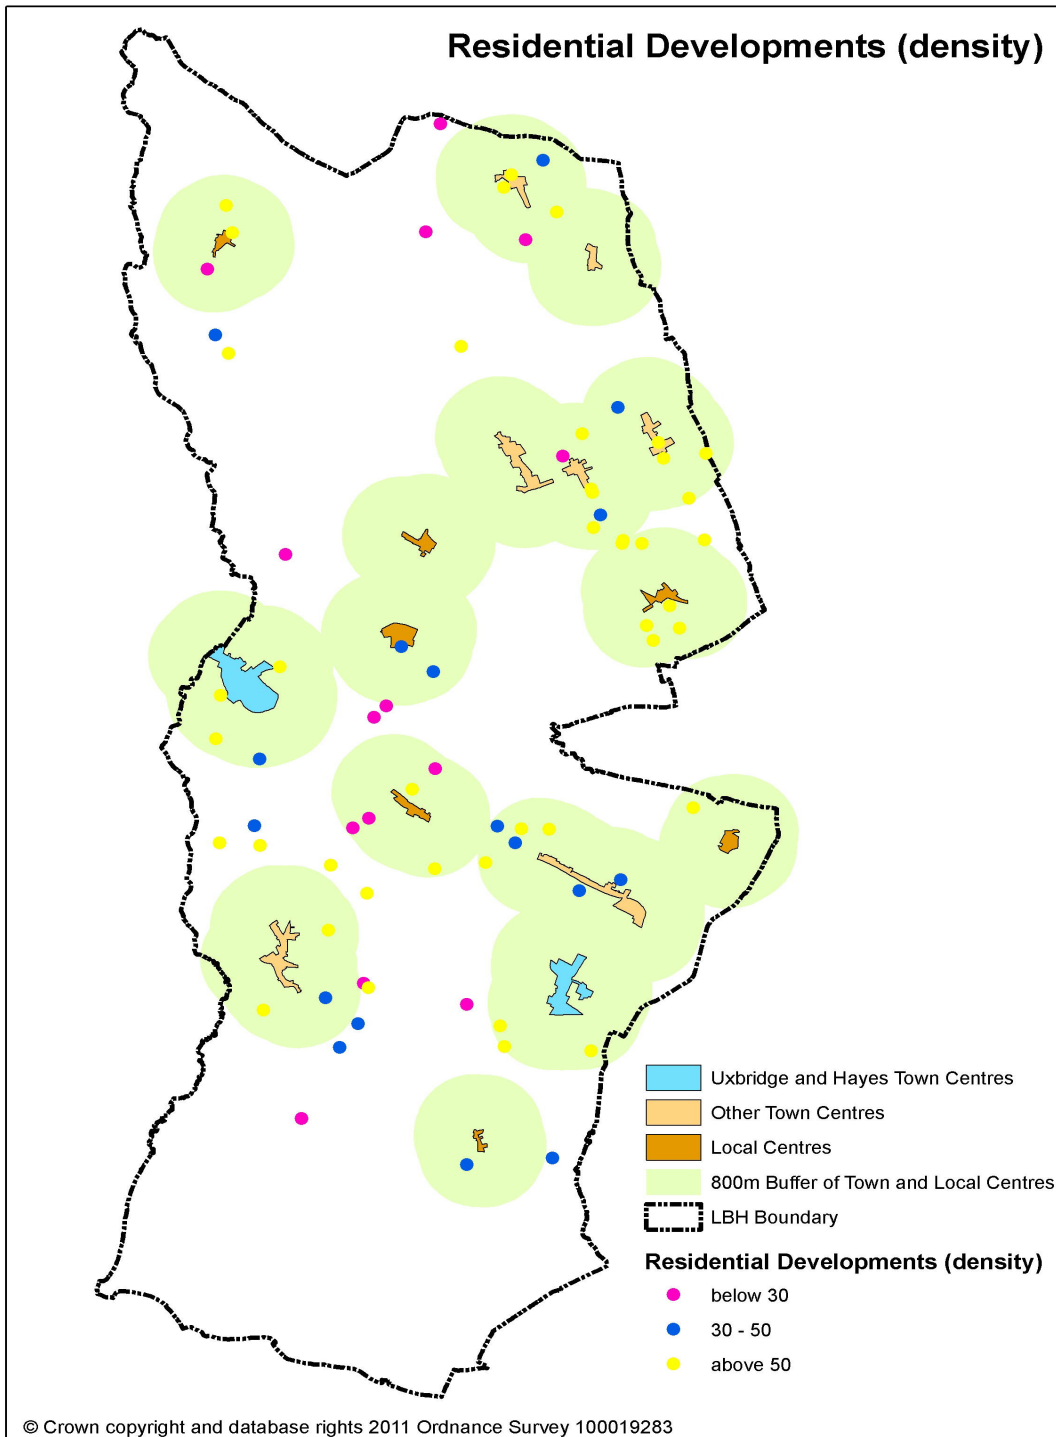 Residential Developments (density)
Uxbridge and Hayes Town Centres
Other Town Centres
Local Centres
800m Buffer of Town and Local Centres
LBH Boundary
Residential Developments (density)
below 30
30 - 50
above 50
© Crown copyright and database rights 2011 Ordnance Survey 100019283